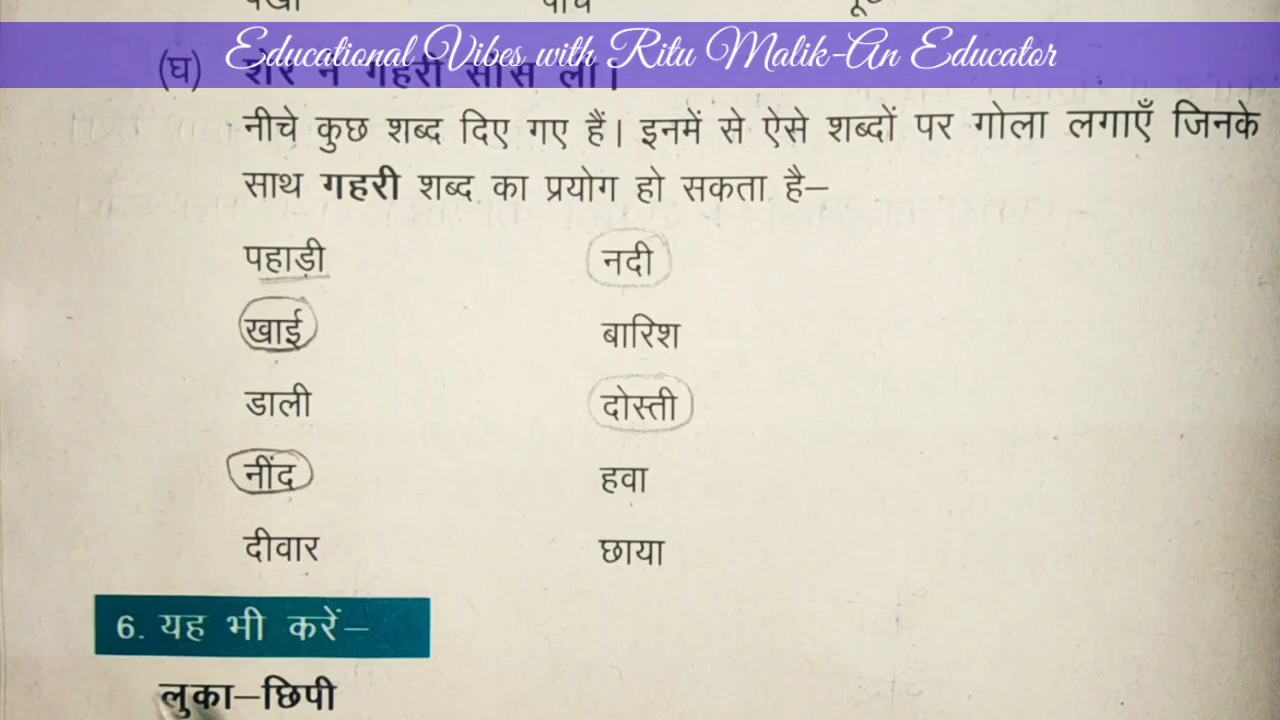 पंखा पाँच
Educational Vibes with Ritu Malik-An Educator
(घ) शेर ने गहरी साँस ली।
नीचे कुछ शब्द दिए गए हैं। इनमें से ऐसे शब्दों पर गोला लगाएँ जिनके
साथ गहरी शब्द का प्रयोग हो सकता है–
पहाड़ी नदी
खाई बारिश
डाली दोस्ती
नींद हवा
दीवार छाया
6. यह भी करें–
लुका–छिपी